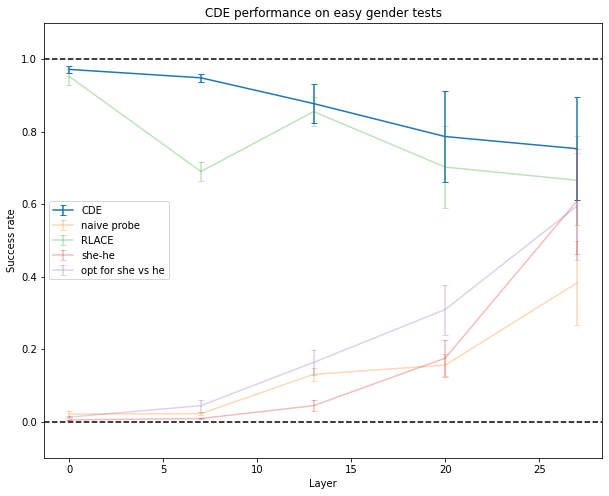 CDE performance on easy gender tests
1.0
0.8
0.6
0.4
0.2
0.0
Success rate
CDE
naive probe
RLACE
she-he
opt for she vs he
0
5
10
15
20
25
Layer